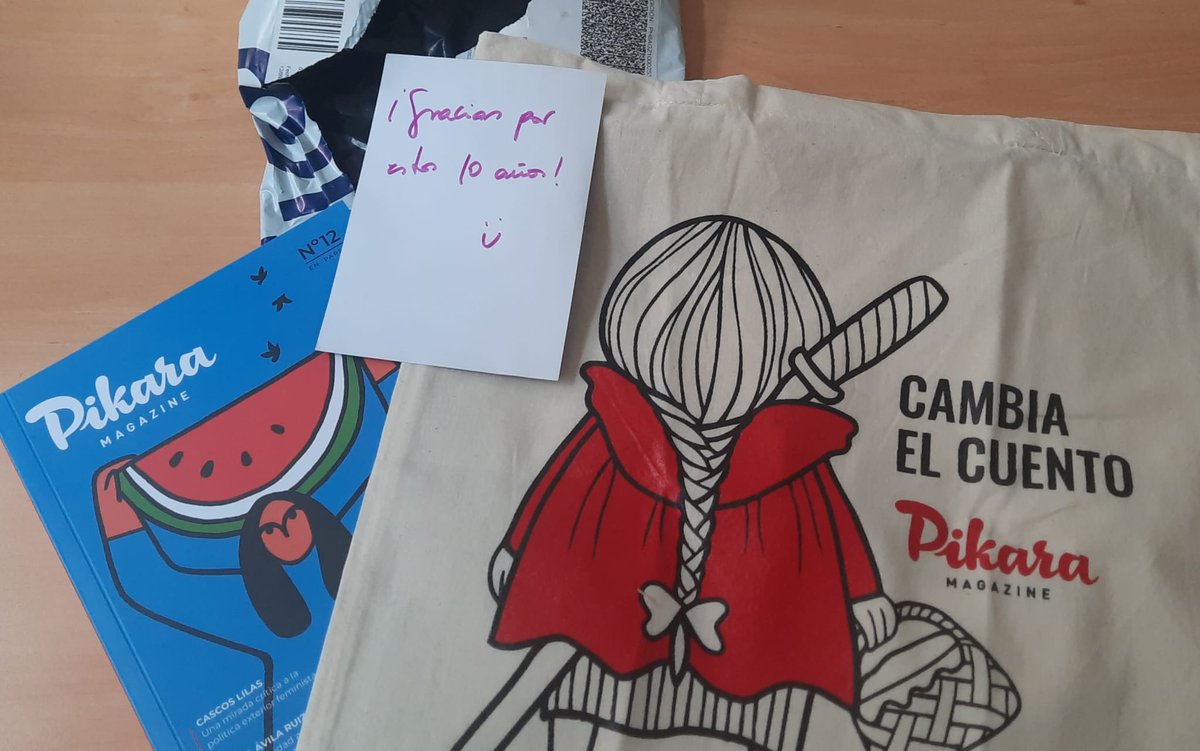 ¡Gracias por
estos 10 años!
Nº12
Pikara
MAGAZINE
CASCOS LILAS
Una mirada crítica a la
política exterior feminista
CAMBIA
EL CUENTO
Pikara
MAGAZINE